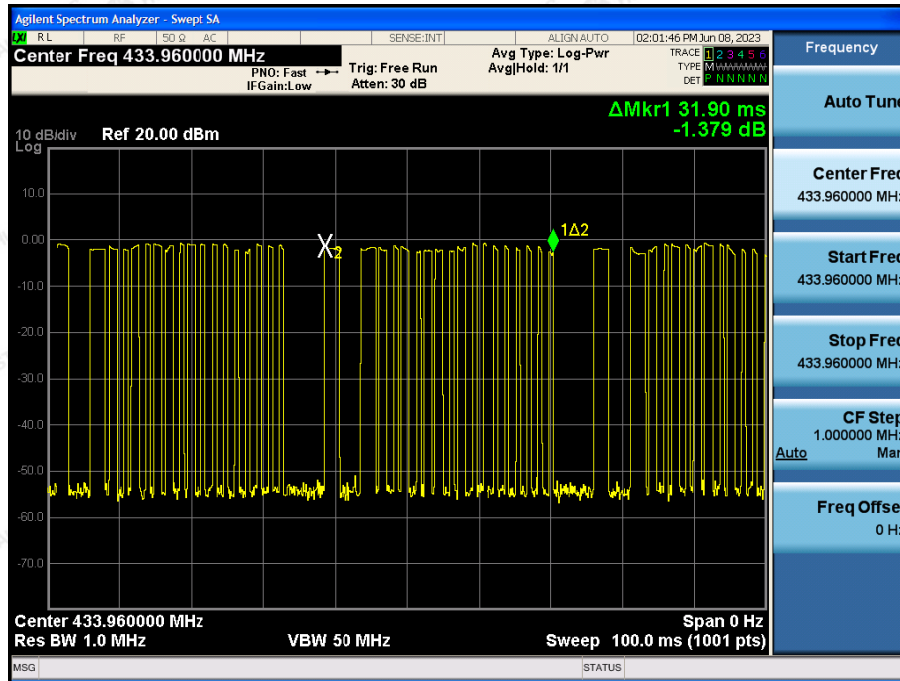 Agilent Spectrum Analyzer - Swept SA
LXI RL RF 50 Ω AC SENSE:INT ALIGN AUTO 02:01:46 PM Jun 08, 2023
Center Freq 433.960000 MHz
PNO: Fast
IFGain:Low
Trig: Free Run
Atten: 30 dB
Avg Type: Log-Pwr
Avg|Hold: 1/1
TRACE 1 2 3 4 5 6
TYPE M
DET P N N N N N
ΔMkr1 31.90 ms
-1.379 dB
10 dB/div Ref 20.00 dBm
Log
10.0
0.00
-10.0
-20.0
-30.0
-40.0
-50.0
-60.0
-70.0
X2
1Δ2
Center 433.960000 MHz Span 0 Hz
Res BW 1.0 MHz VBW 50 MHz Sweep 100.0 ms (1001 pts)
MSG STATUS
Frequency
Auto Tune
Center Freq
433.960000 MHz
Start Freq
433.960000 MHz
Stop Freq
433.960000 MHz
CF Step
1.000000 MHz
Auto Man
Freq Offset
0 Hz